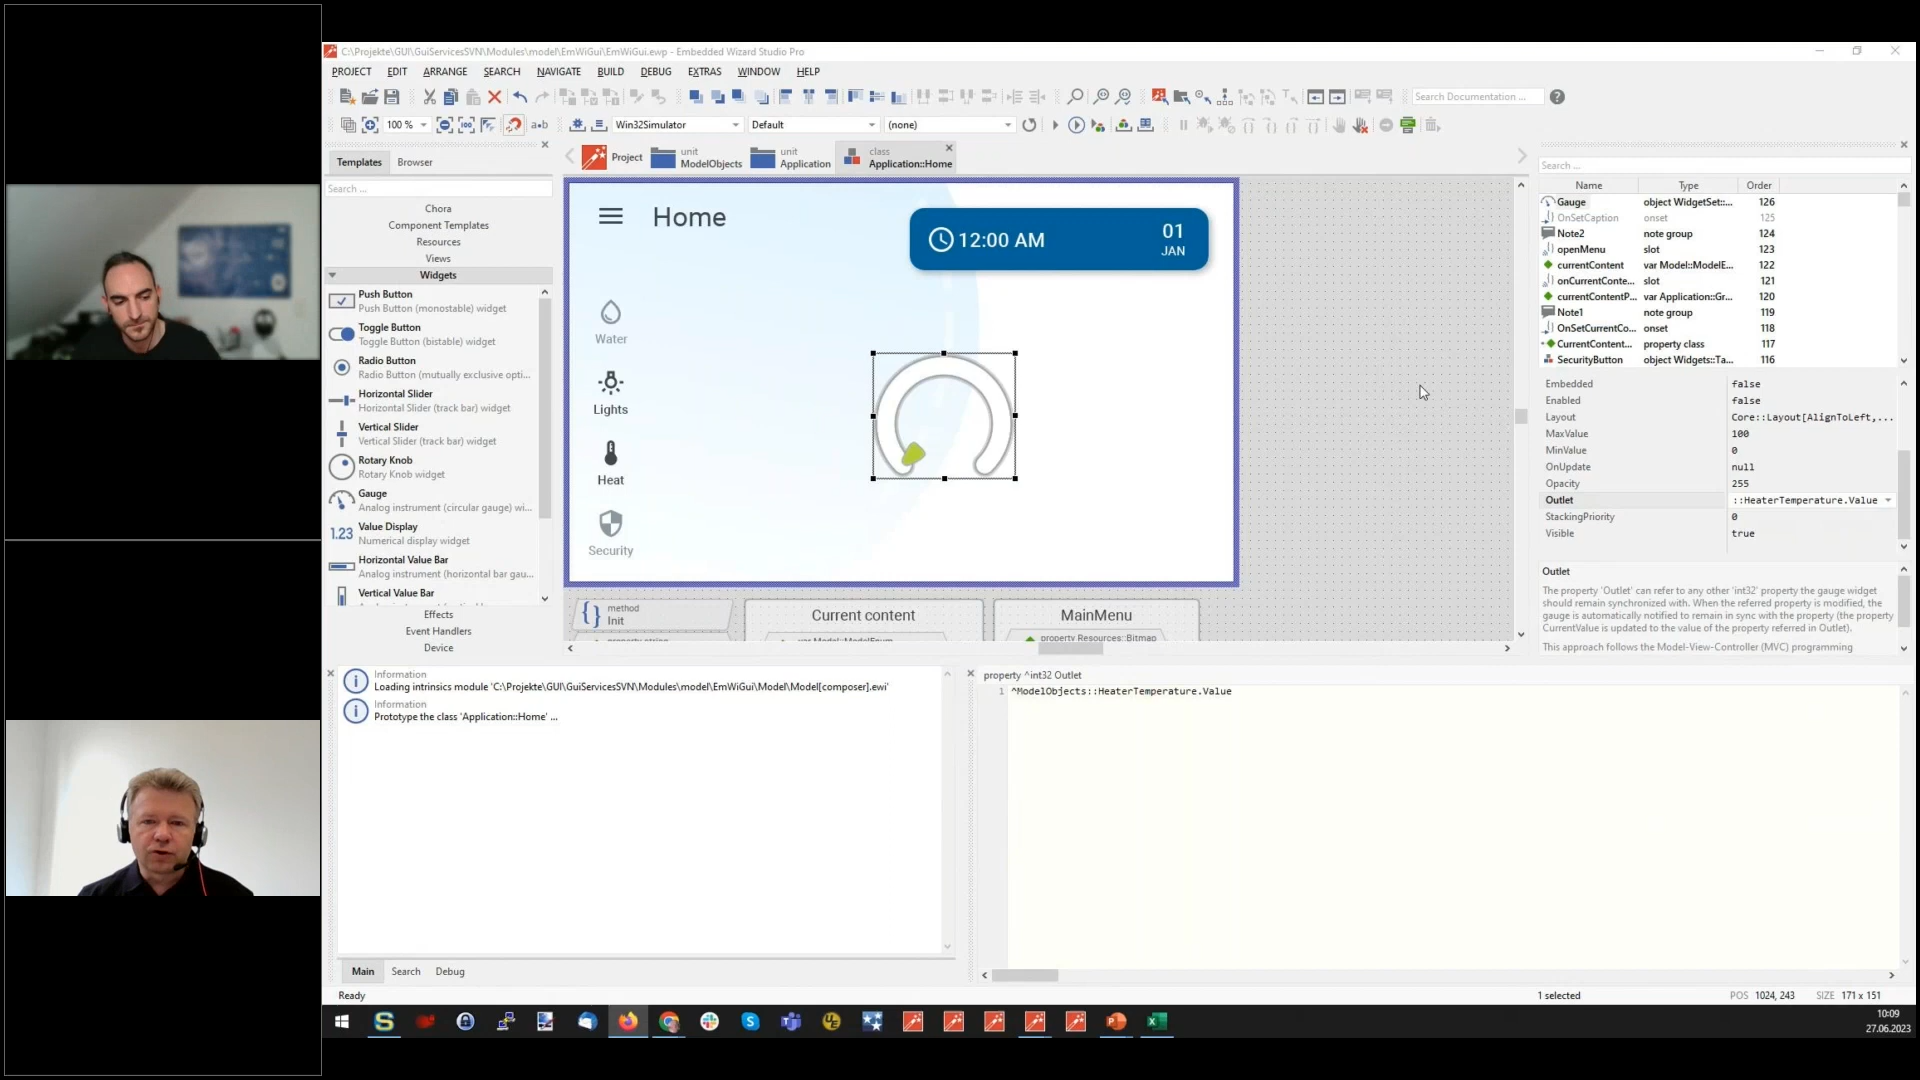 C:\Projekte\GUI\GuiServicesSVN\Modules\model\EmWiGui\EmWiGui.ewp - Embedded Wizard Studio Pro
PROJECT EDIT ARRANGE SEARCH NAVIGATE BUILD DEBUG EXTRAS WINDOW HELP
Search Documentation ...
100 %
a•b
Win32Simulator
Default
(none)
Templates
Browser
Search ...
Chora
Component Templates
Resources
Views
Widgets
Push Button
Push Button (monostable) widget
Toggle Button
Toggle Button (bistable) widget
Radio Button
Radio Button (mutually exclusive opti...
Horizontal Slider
Horizontal Slider (track bar) widget
Vertical Slider
Vertical Slider (track bar) widget
Rotary Knob
Rotary Knob widget
Gauge
Analog instrument (circular gauge) wi...
1.23
Value Display
Numerical display widget
Horizontal Value Bar
Analog instrument (horizontal bar gau...
Vertical Value Bar
Effects
Event Handlers
Device
Project
unit
ModelObjects
unit
Application
class
Application::Home
Home
12:00 AM
01
JAN
Water
Lights
Heat
Security
method
Init
Current content
var Model::ModelEnum
MainMenu
property Resources::Bitmap
Search ...
Name Type Order
Gauge object WidgetSet::... 126
OnSetCaption onset 125
Note2 note group 124
openMenu slot 123
currentContent var Model::ModelE... 122
onCurrentConte... slot 121
currentContentP... var Application::Gr... 120
Note1 note group 119
OnSetCurrentCo... onset 118
CurrentContent... property class 117
SecurityButton object Widgets::Ta... 116
Embedded false
Enabled false
Layout Core::Layout[AlignToLeft,...
MaxValue 100
MinValue 0
OnUpdate null
Opacity 255
Outlet ::HeaterTemperature.Value
StackingPriority 0
Visible true
Outlet
The property 'Outlet' can refer to any other 'int32' property the gauge widget
should remain synchronized with. When the referred property is modified, the
gauge is automatically notified to remain in sync with the property (the property
CurrentValue is updated to the value of the property referred in Outlet).
This approach follows the Model-View-Controller (MVC) programming
Information
Loading intrinsics module 'C:\Projekte\GUI\GuiServicesSVN\Modules\model\EmWiGui\Model\Model[composer].ewi'
Information
Prototype the class 'Application::Home' ...
property ^int32 Outlet
1 ^ModelObjects::HeaterTemperature.Value
Main
Search
Debug
Ready
1 selected
POS 1024, 243
SIZE 171 x 151
10:09
27.06.2023